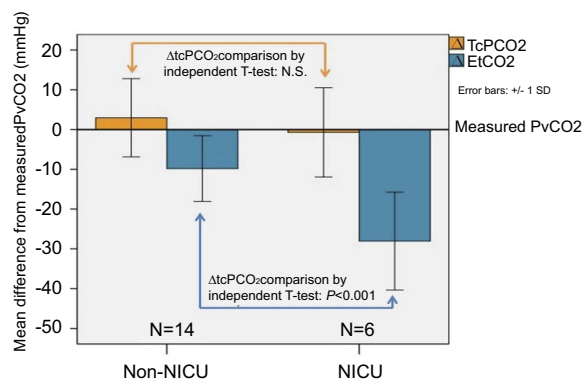 Mean difference from measuredPvCO2 (mmHg)
20
10
0
-10
-20
-30
-40
-50
ΔtcPCO₂comparison by
independent T-test: N.S.
ΔtcPCO₂comparison by
independent T-test: P<0.001
N=14
N=6
Non-NICU
NICU
Δ TcPCO2
Δ EtCO2
Error bars: +/- 1 SD
Measured PvCO2